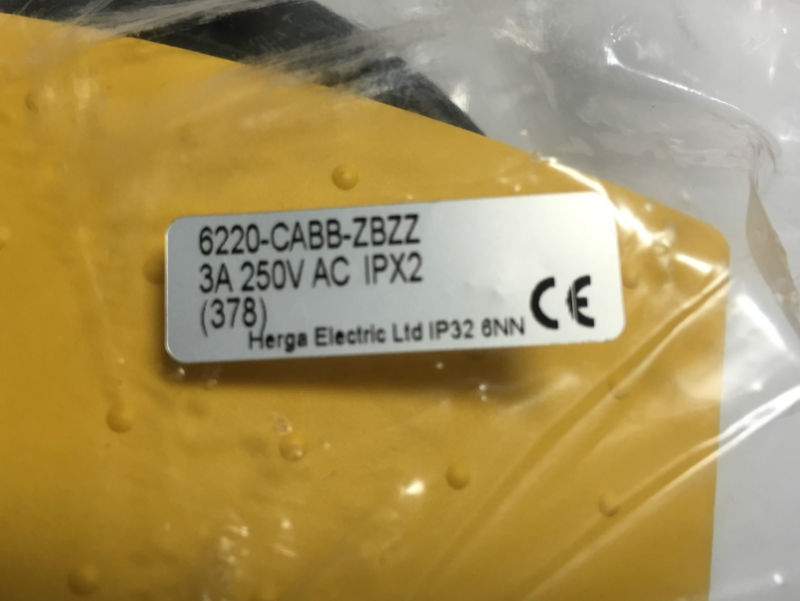 6220-CABB-ZBZZ
3A 250V AC IPX2
(378)
Herga Electric Ltd IP32 6NN CE